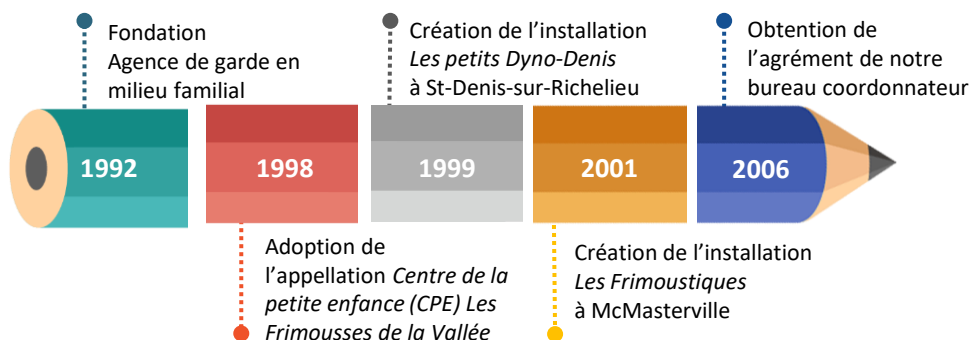 Fondation
Agence de garde en
milieu familial
Création de l’installation
Les petits Dyno-Denis
à St-Denis-sur-Richelieu
Obtention de
l’agrément de notre
bureau coordonnateur
1992
1998
1999
2001
2006
Adoption de
l’appellation Centre de la
petite enfance (CPE) Les
Frimousses de la Vallée
Création de l’installation
Les Frimoustiques
à McMasterville